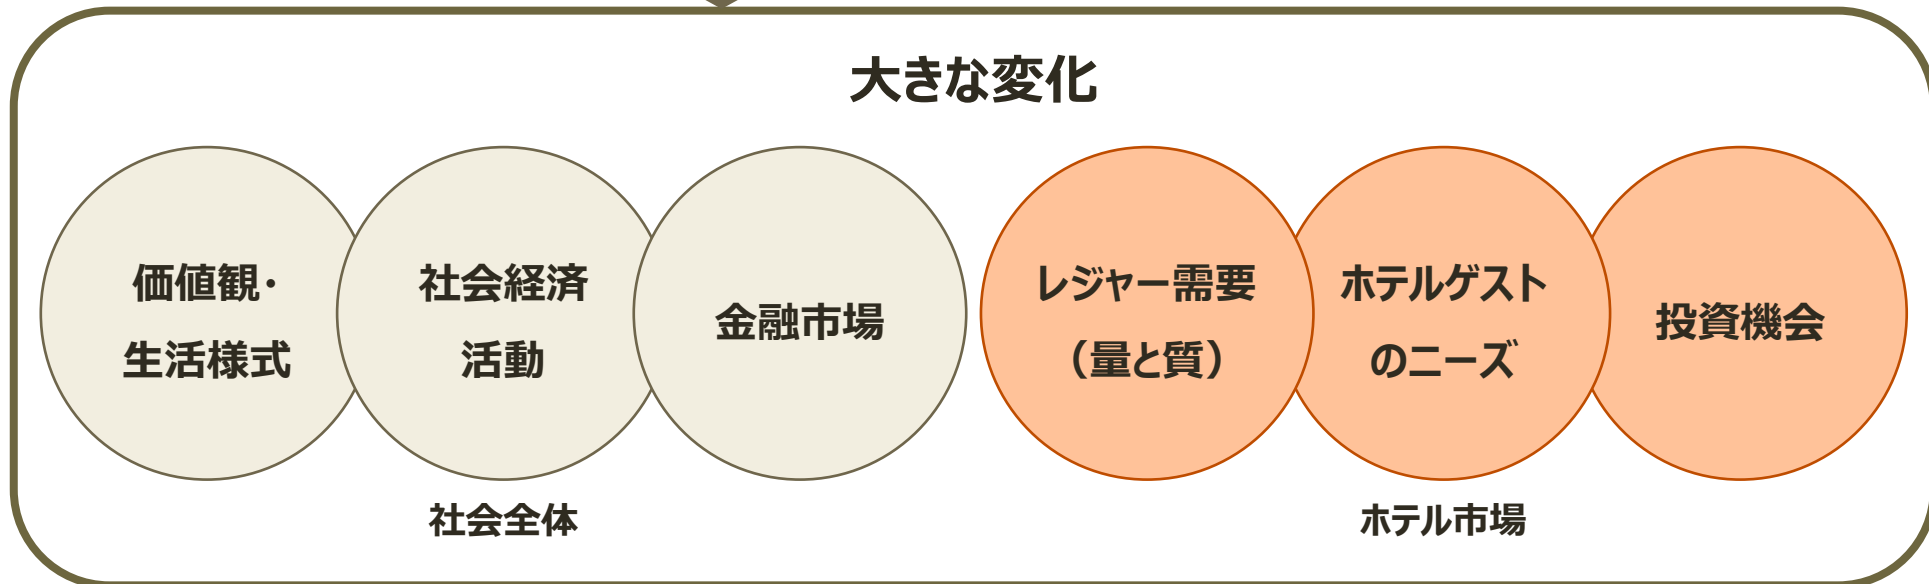 大きな変化
価値観・
生活様式
社会経済
活動
金融市場
レジャー需要
（量と質）
ホテルゲスト
のニーズ
投資機会
社会全体
ホテル市場